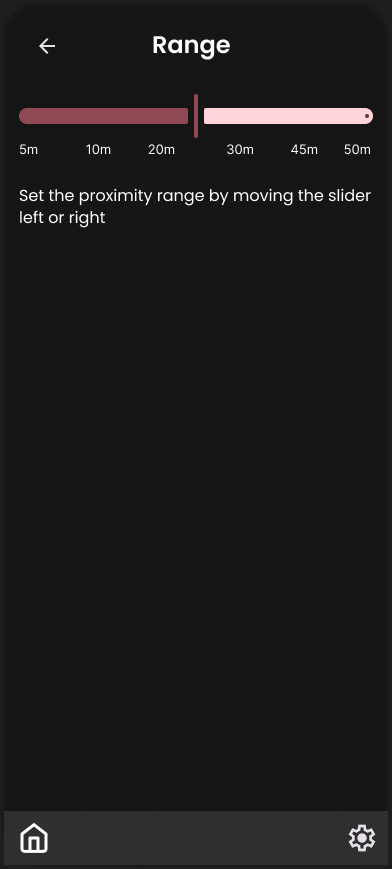 Range
5m 10m 20m 30m 45m 50m
Set the proximity range by moving the slider
left or right